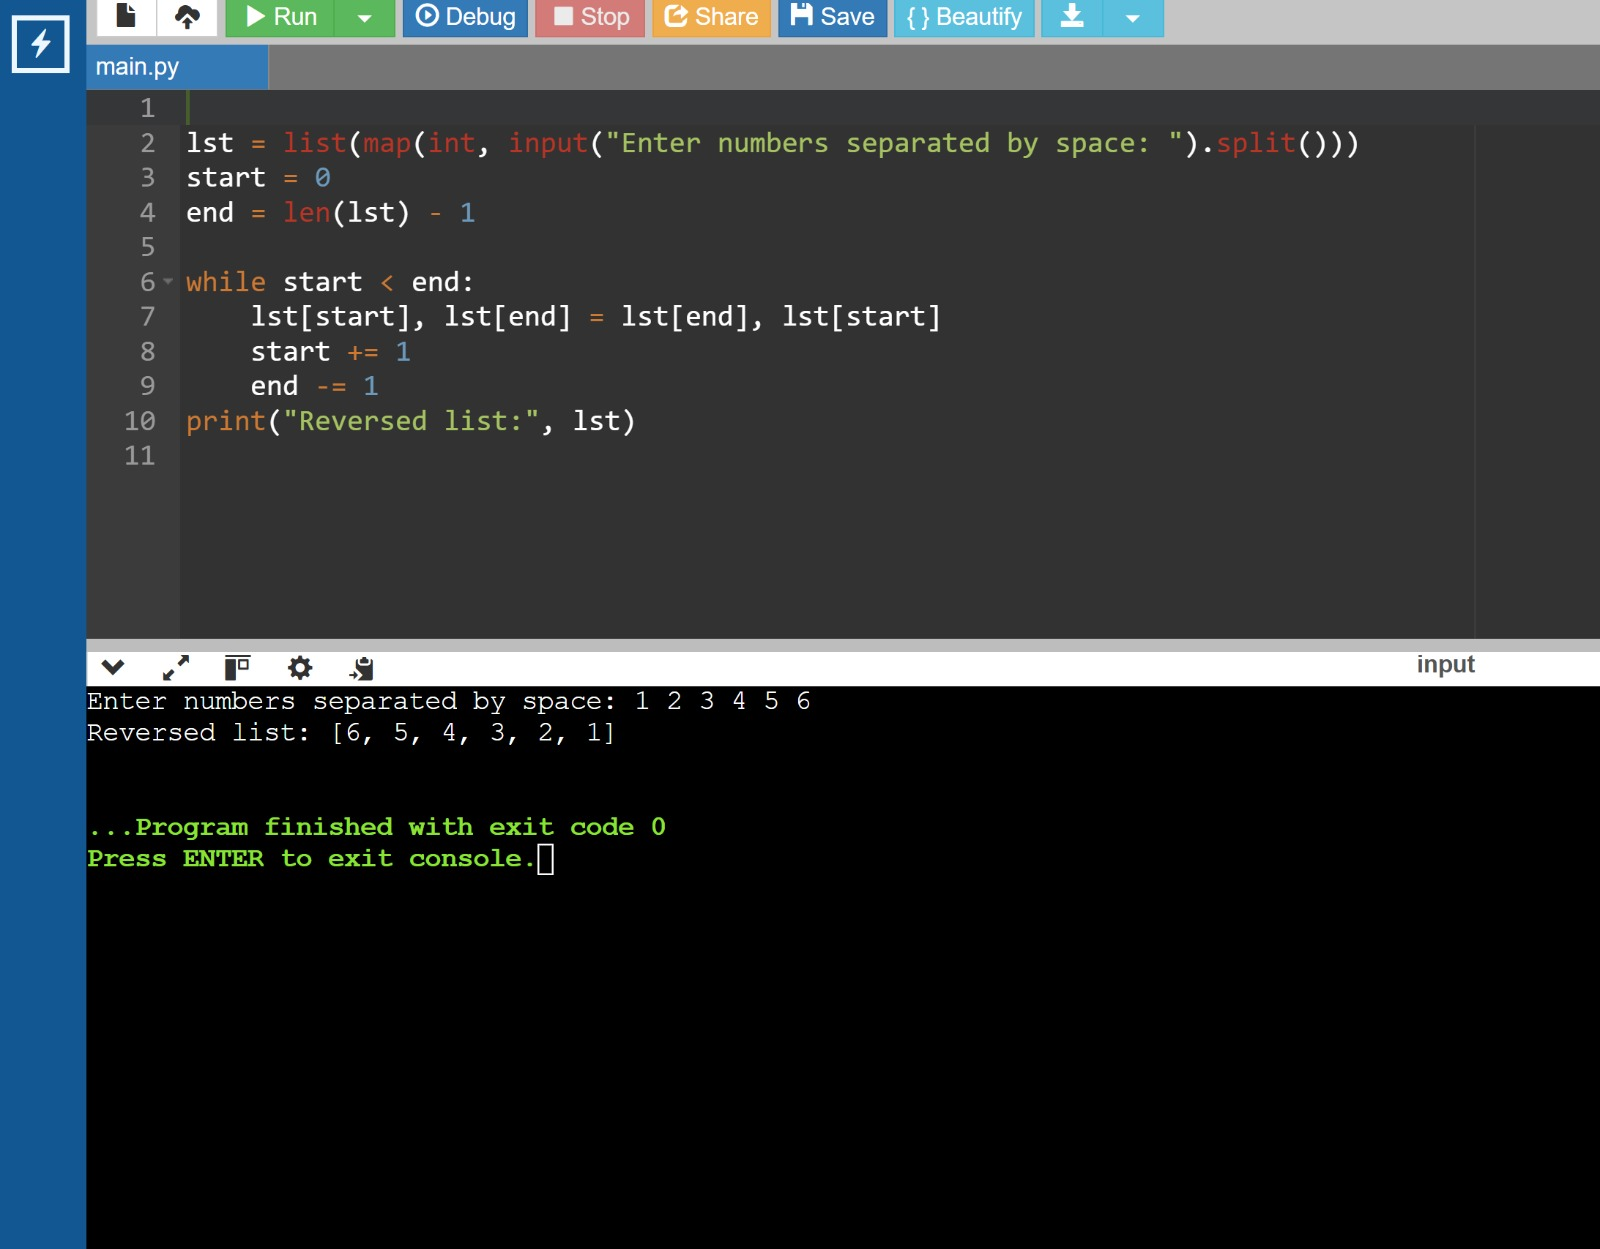 Run Debug Stop Share Save { } Beautify
main.py
1
2 lst = list(map(int, input("Enter numbers separated by space: ").split()))
3 start = 0
4 end = len(lst) - 1
5
6 while start < end:
7     lst[start], lst[end] = lst[end], lst[start]
8     start += 1
9     end -= 1
10 print("Reversed list:", lst)
11
input
Enter numbers separated by space: 1 2 3 4 5 6
Reversed list: [6, 5, 4, 3, 2, 1]
...Program finished with exit code 0
Press ENTER to exit console.